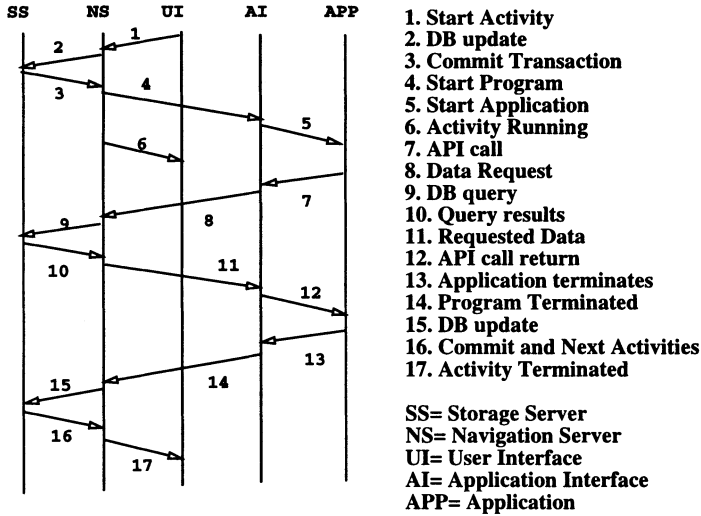 SS NS UI AI APP
1
2
3
4
5
6
7
8
9
10
11
12
13
14
15
16
17
1. Start Activity
2. DB update
3. Commit Transaction
4. Start Program
5. Start Application
6. Activity Running
7. API call
8. Data Request
9. DB query
10. Query results
11. Requested Data
12. API call return
13. Application terminates
14. Program Terminated
15. DB update
16. Commit and Next Activities
17. Activity Terminated
SS= Storage Server
NS= Navigation Server
UI= User Interface
AI= Application Interface
APP= Application